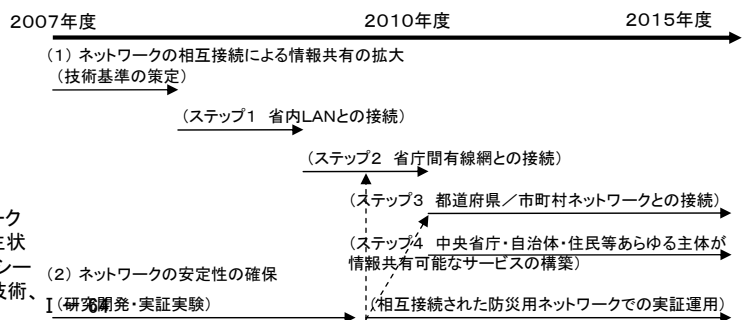 2007年度 2010年度 2015年度
(1) ネットワークの相互接続による情報共有の拡大
(技術基準の策定)
(ステップ1 省内LANとの接続)
(ステップ2 省庁間有線網との接続)
(ステップ3 都道府県/市町村ネットワークとの接続)
(ステップ4 中央省庁・自治体・住民等あらゆる主体が
情報共有可能なサービスの構築)
ーク
主状
シー
技術、
(2) ネットワークの安定性の確保
(研究開発・実証実験)
(相互接続された防災用ネットワークでの実証運用)
I - 64